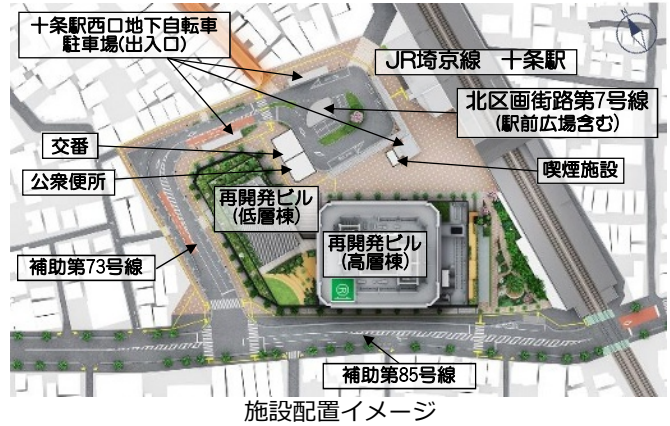 十条駅西口地下自転車
駐車場(出入口)
JR埼京線 十条駅
北区画街路第7号線
(駅前広場含む)
交番
公衆便所
喫煙施設
再開発ビル
(低層棟)
再開発ビル
(高層棟)
R
補助第73号線
補助第85号線
施設配置イメージ